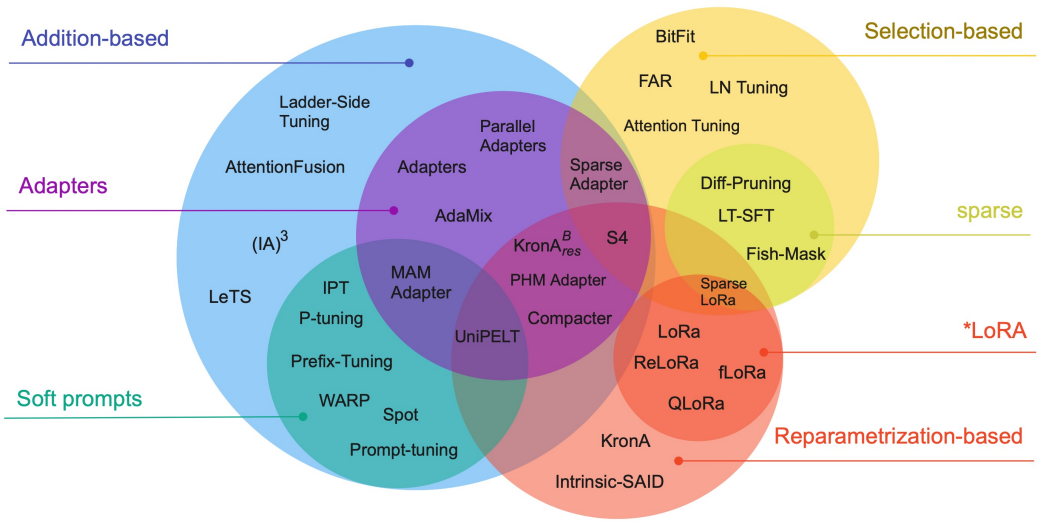 Addition-based
Selection-based
BitFit
FAR
LN Tuning
Ladder-Side
Tuning
Attention Tuning
Parallel
Adapters
AttentionFusion
Adapters
Sparse
Adapter
Adapters
Diff-Pruning
LT-SFT
sparse
AdaMix
(IA)³
KronA^B_res
S4
Fish-Mask
MAM
Adapter
PHM Adapter
IPT
LeTS
Sparse
LoRa
P-tuning
Compacter
UniPELT
LoRa
*LoRA
Prefix-Tuning
ReLoRa
fLoRa
Soft prompts
WARP
Spot
QLoRa
KronA
Reparametrization-based
Prompt-tuning
Intrinsic-SAID